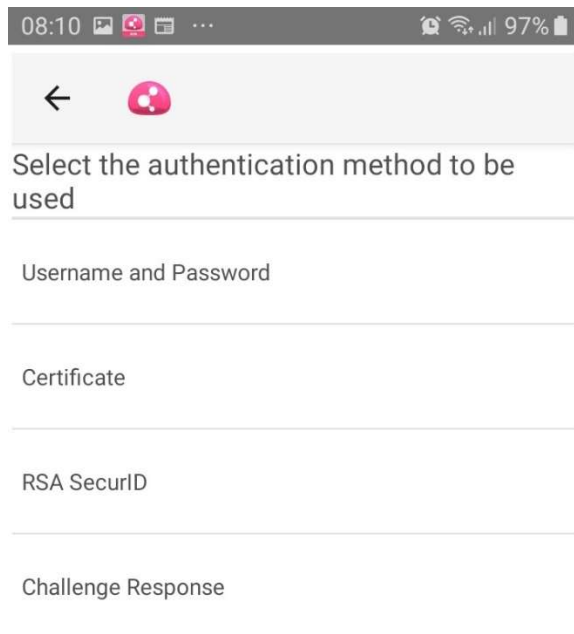 08:10 ... 97%
Select the authentication method to be
used
Username and Password
Certificate
RSA SecurID
Challenge Response